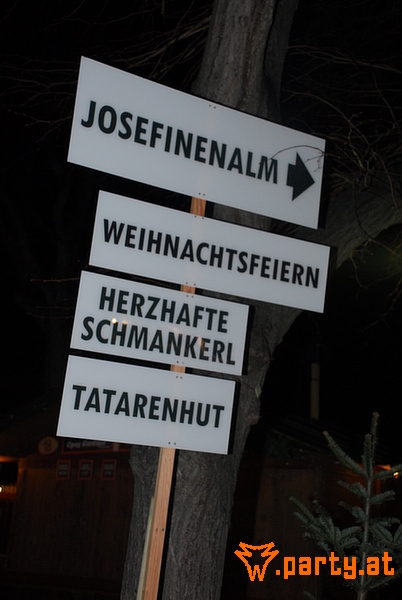 JOSEFINENALM
WEIHNACHTSFEIERN
HERZHAFTE
SCHMANKERL
TATARENHUT
w.party.at